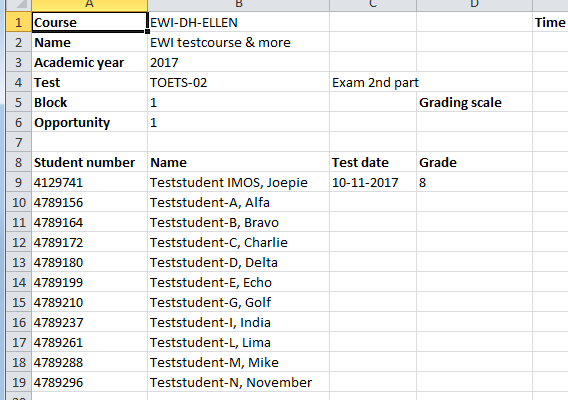 A B C D
1 Course EWI-DH-ELLEN Time
2 Name EWI testcourse & more
3 Academic year 2017
4 Test TOETS-02 Exam 2nd part
5 Block 1 Grading scale
6 Opportunity 1
7
8 Student number Name Test date Grade
9 4129741 Teststudent IMOS, Joepie 10-11-2017 8
10 4789156 Teststudent-A, Alfa
11 4789164 Teststudent-B, Bravo
12 4789172 Teststudent-C, Charlie
13 4789180 Teststudent-D, Delta
14 4789199 Teststudent-E, Echo
15 4789210 Teststudent-G, Golf
16 4789237 Teststudent-I, India
17 4789261 Teststudent-L, Lima
18 4789288 Teststudent-M, Mike
19 4789296 Teststudent-N, November